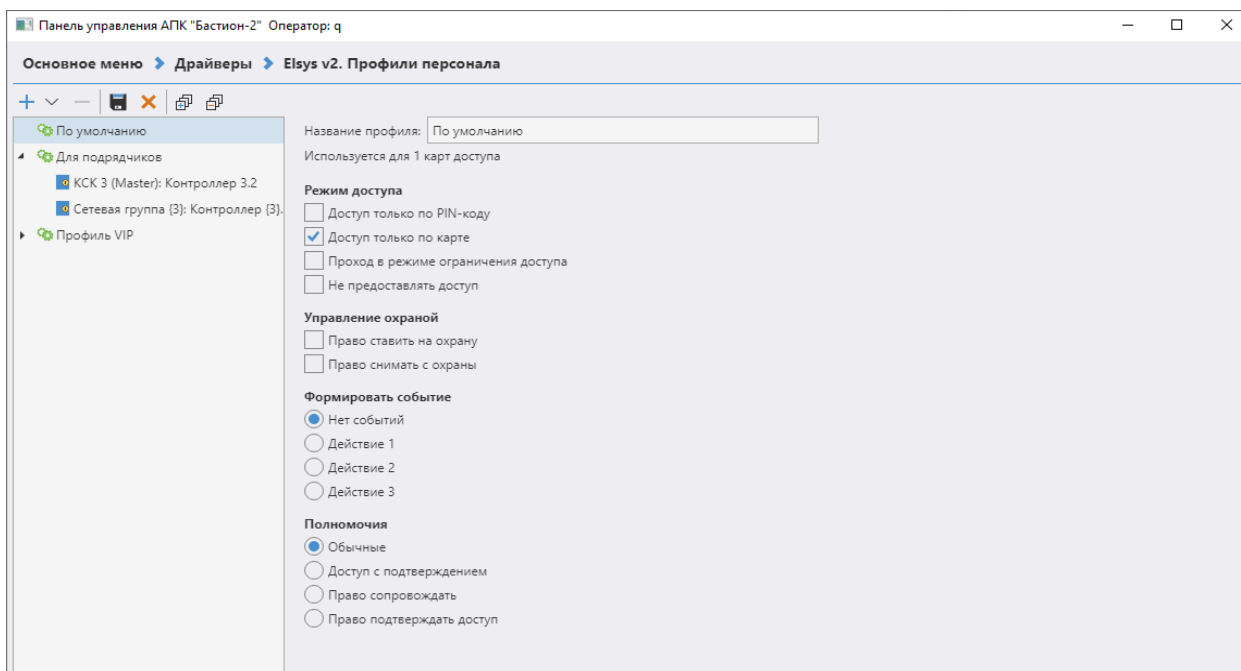 Панель управления АПК "Бастион-2" Оператор: q
Основное меню Драйверы Elsys v2. Профили персонала
По умолчанию
Для подрядчиков
КСК 3 (Master): Контроллер 3.2
Сетевая группа {3}: Контроллер {3}.
Профиль VIP
Название профиля: По умолчанию
Используется для 1 карт доступа
Режим доступа
Доступ только по PIN-коду
Доступ только по карте
Проход в режиме ограничения доступа
Не предоставлять доступ
Управление охраной
Право ставить на охрану
Право снимать с охраны
Формировать событие
Нет событий
Действие 1
Действие 2
Действие 3
Полномочия
Обычные
Доступ с подтверждением
Право сопровождать
Право подтверждать доступ